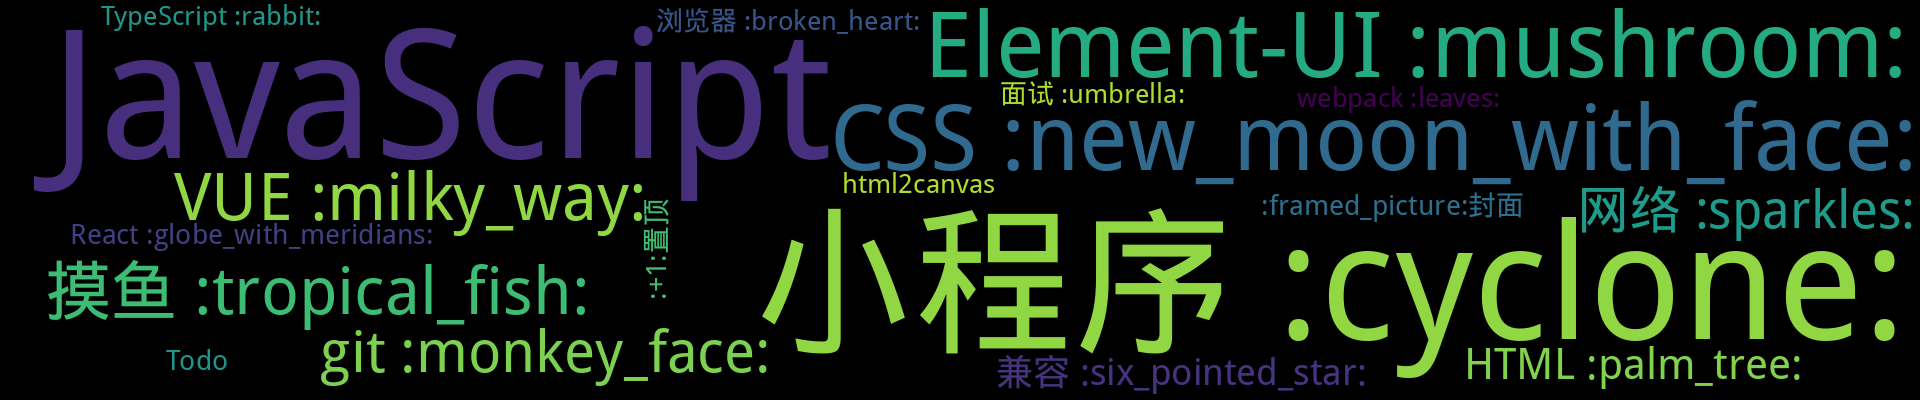 TypeScript :rabbit:
浏览器 :broken_heart:
Element-UI :mushroom:
JavaScript
面试 :umbrella:
webpack :leaves:
CSS :new_moon_with_face:
VUE :milky_way:
html2canvas
:+1:置顶
:framed_picture:封面
网络 :sparkles:
React :globe_with_meridians:
小程序 :cyclone:
摸鱼 :tropical_fish:
git :monkey_face:
Todo
兼容 :six_pointed_star:
HTML :palm_tree: